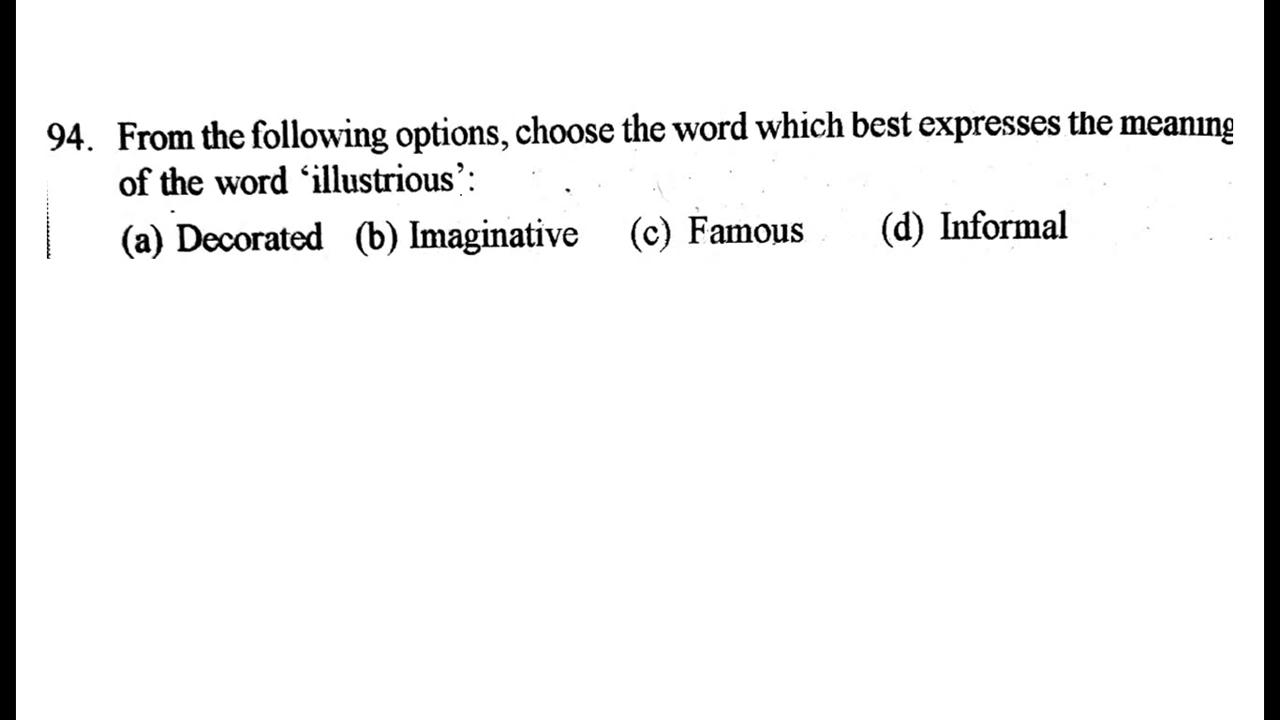 94. From the following options, choose the word which best expresses the meaning
of the word ‘illustrious’:
(a) Decorated (b) Imaginative (c) Famous (d) Informal